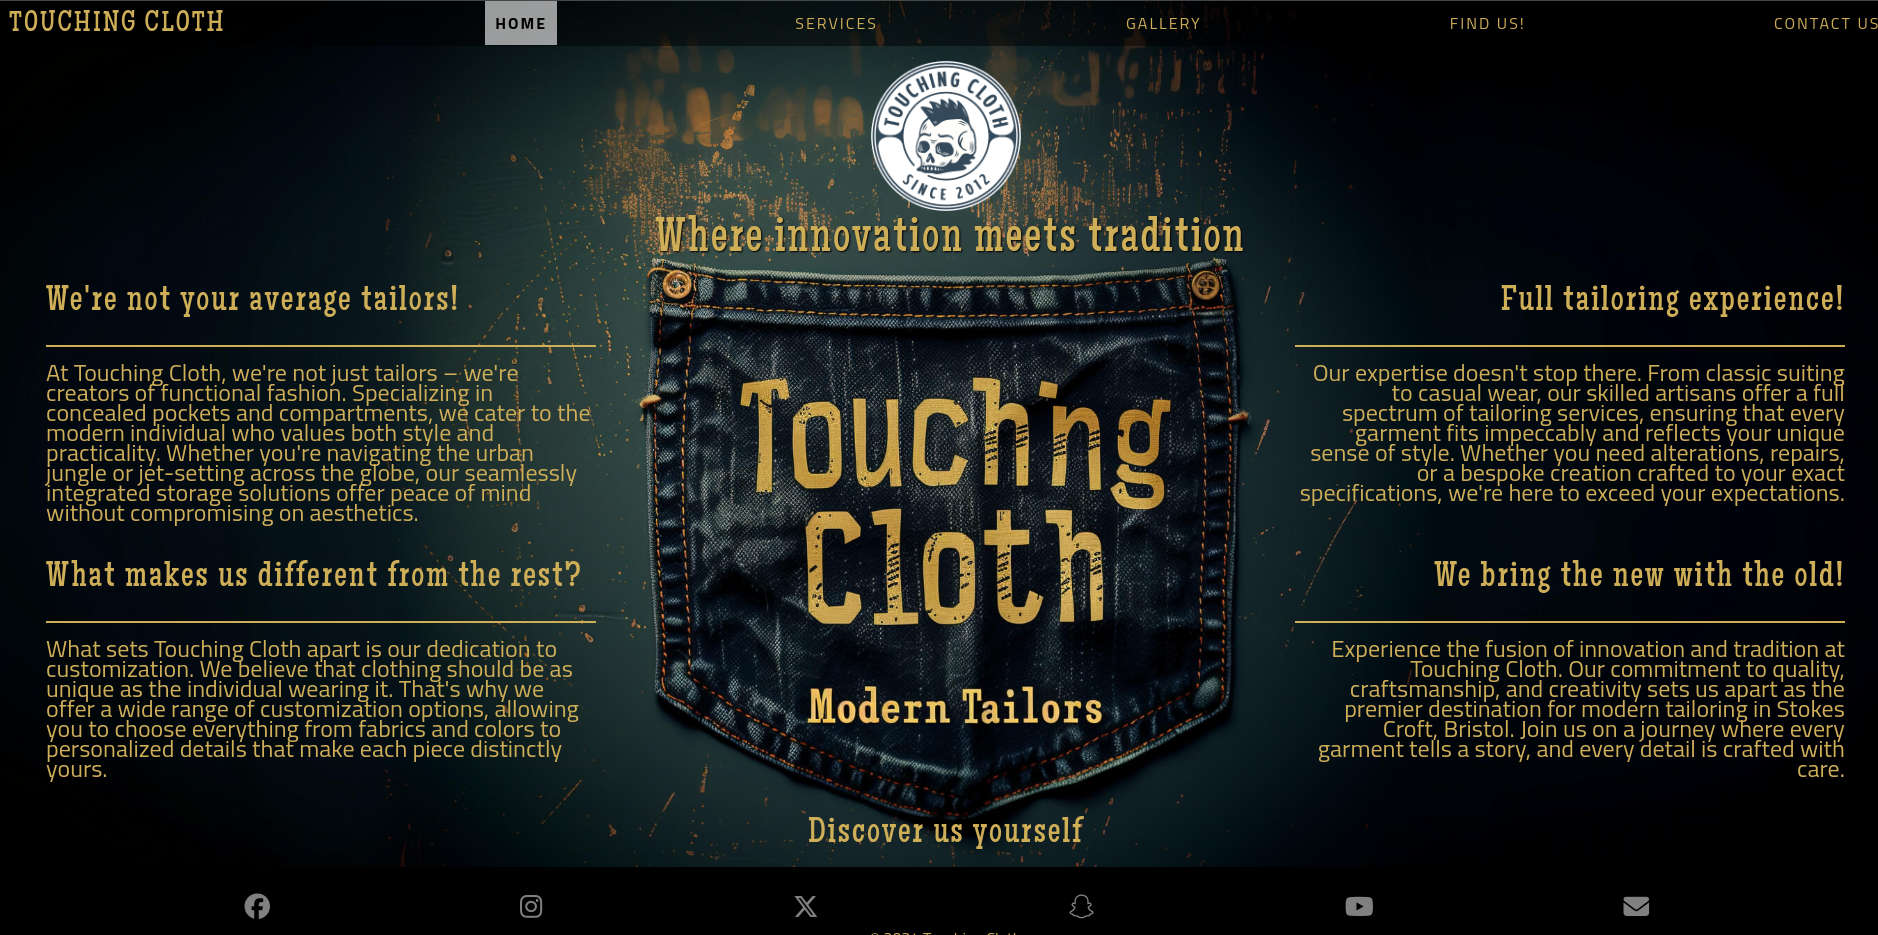 TOUCHING CLOTH
HOME
SERVICES
GALLERY
FIND US!
CONTACT US
TOUCHING CLOTH
SINCE 2012
Where innovation meets tradition
We're not your average tailors!
At Touching Cloth, we're not just tailors – we're
creators of functional fashion. Specializing in
concealed pockets and compartments, we cater to the
modern individual who values both style and
practicality. Whether you're navigating the urban
jungle or jet-setting across the globe, our seamlessly
integrated storage solutions offer peace of mind
without compromising on aesthetics.
What makes us different from the rest?
What sets Touching Cloth apart is our dedication to
customization. We believe that clothing should be as
unique as the individual wearing it. That's why we
offer a wide range of customization options, allowing
you to choose everything from fabrics and colors to
personalized details that make each piece distinctly
yours.
Touching
Cloth
Modern Tailors
Discover us yourself
Full tailoring experience!
Our expertise doesn't stop there. From classic suiting
to casual wear, our skilled artisans offer a full
spectrum of tailoring services, ensuring that every
garment fits impeccably and reflects your unique
sense of style. Whether you need alterations, repairs,
or a bespoke creation crafted to your exact
specifications, we're here to exceed your expectations.
We bring the new with the old!
Experience the fusion of innovation and tradition at
Touching Cloth. Our commitment to quality,
craftsmanship, and creativity sets us apart as the
premier destination for modern tailoring in Stokes
Croft, Bristol. Join us on a journey where every
garment tells a story, and every detail is crafted with
care.